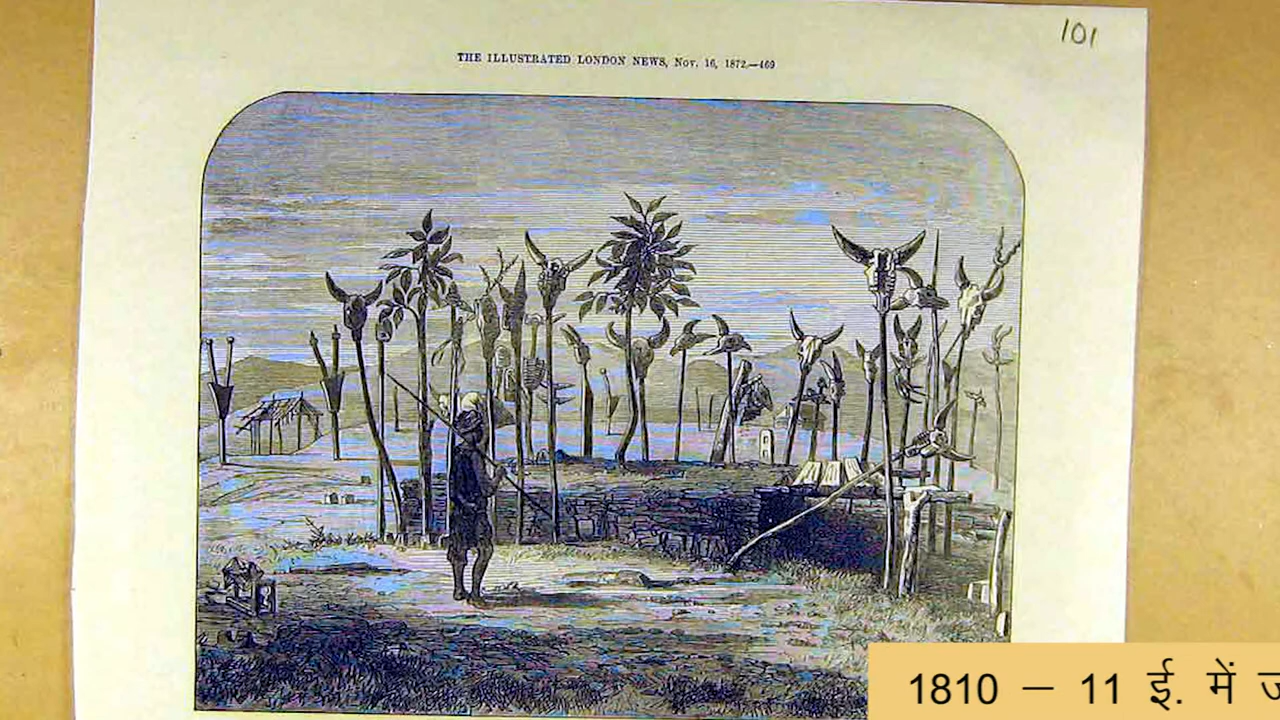 101
THE ILLUSTRATED LONDON NEWS, Nov. 16, 1872.—469
1810 – 11 ई. में